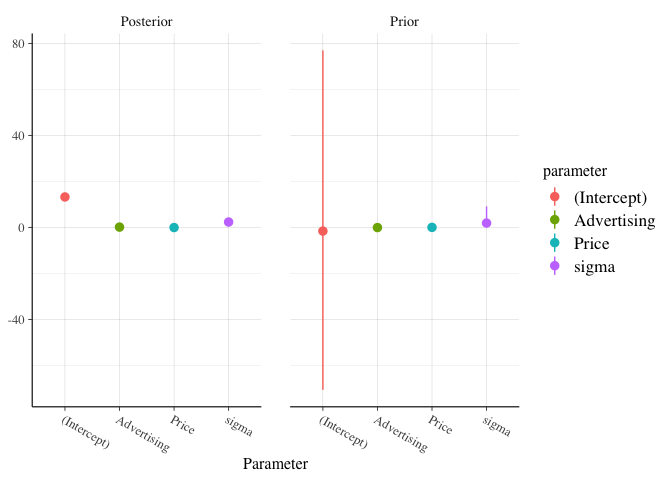 Posterior
Prior
80
40
0
-40
(Intercept)
Advertising
Price
sigma
(Intercept)
Advertising
Price
sigma
Parameter
parameter
(Intercept)
Advertising
Price
sigma